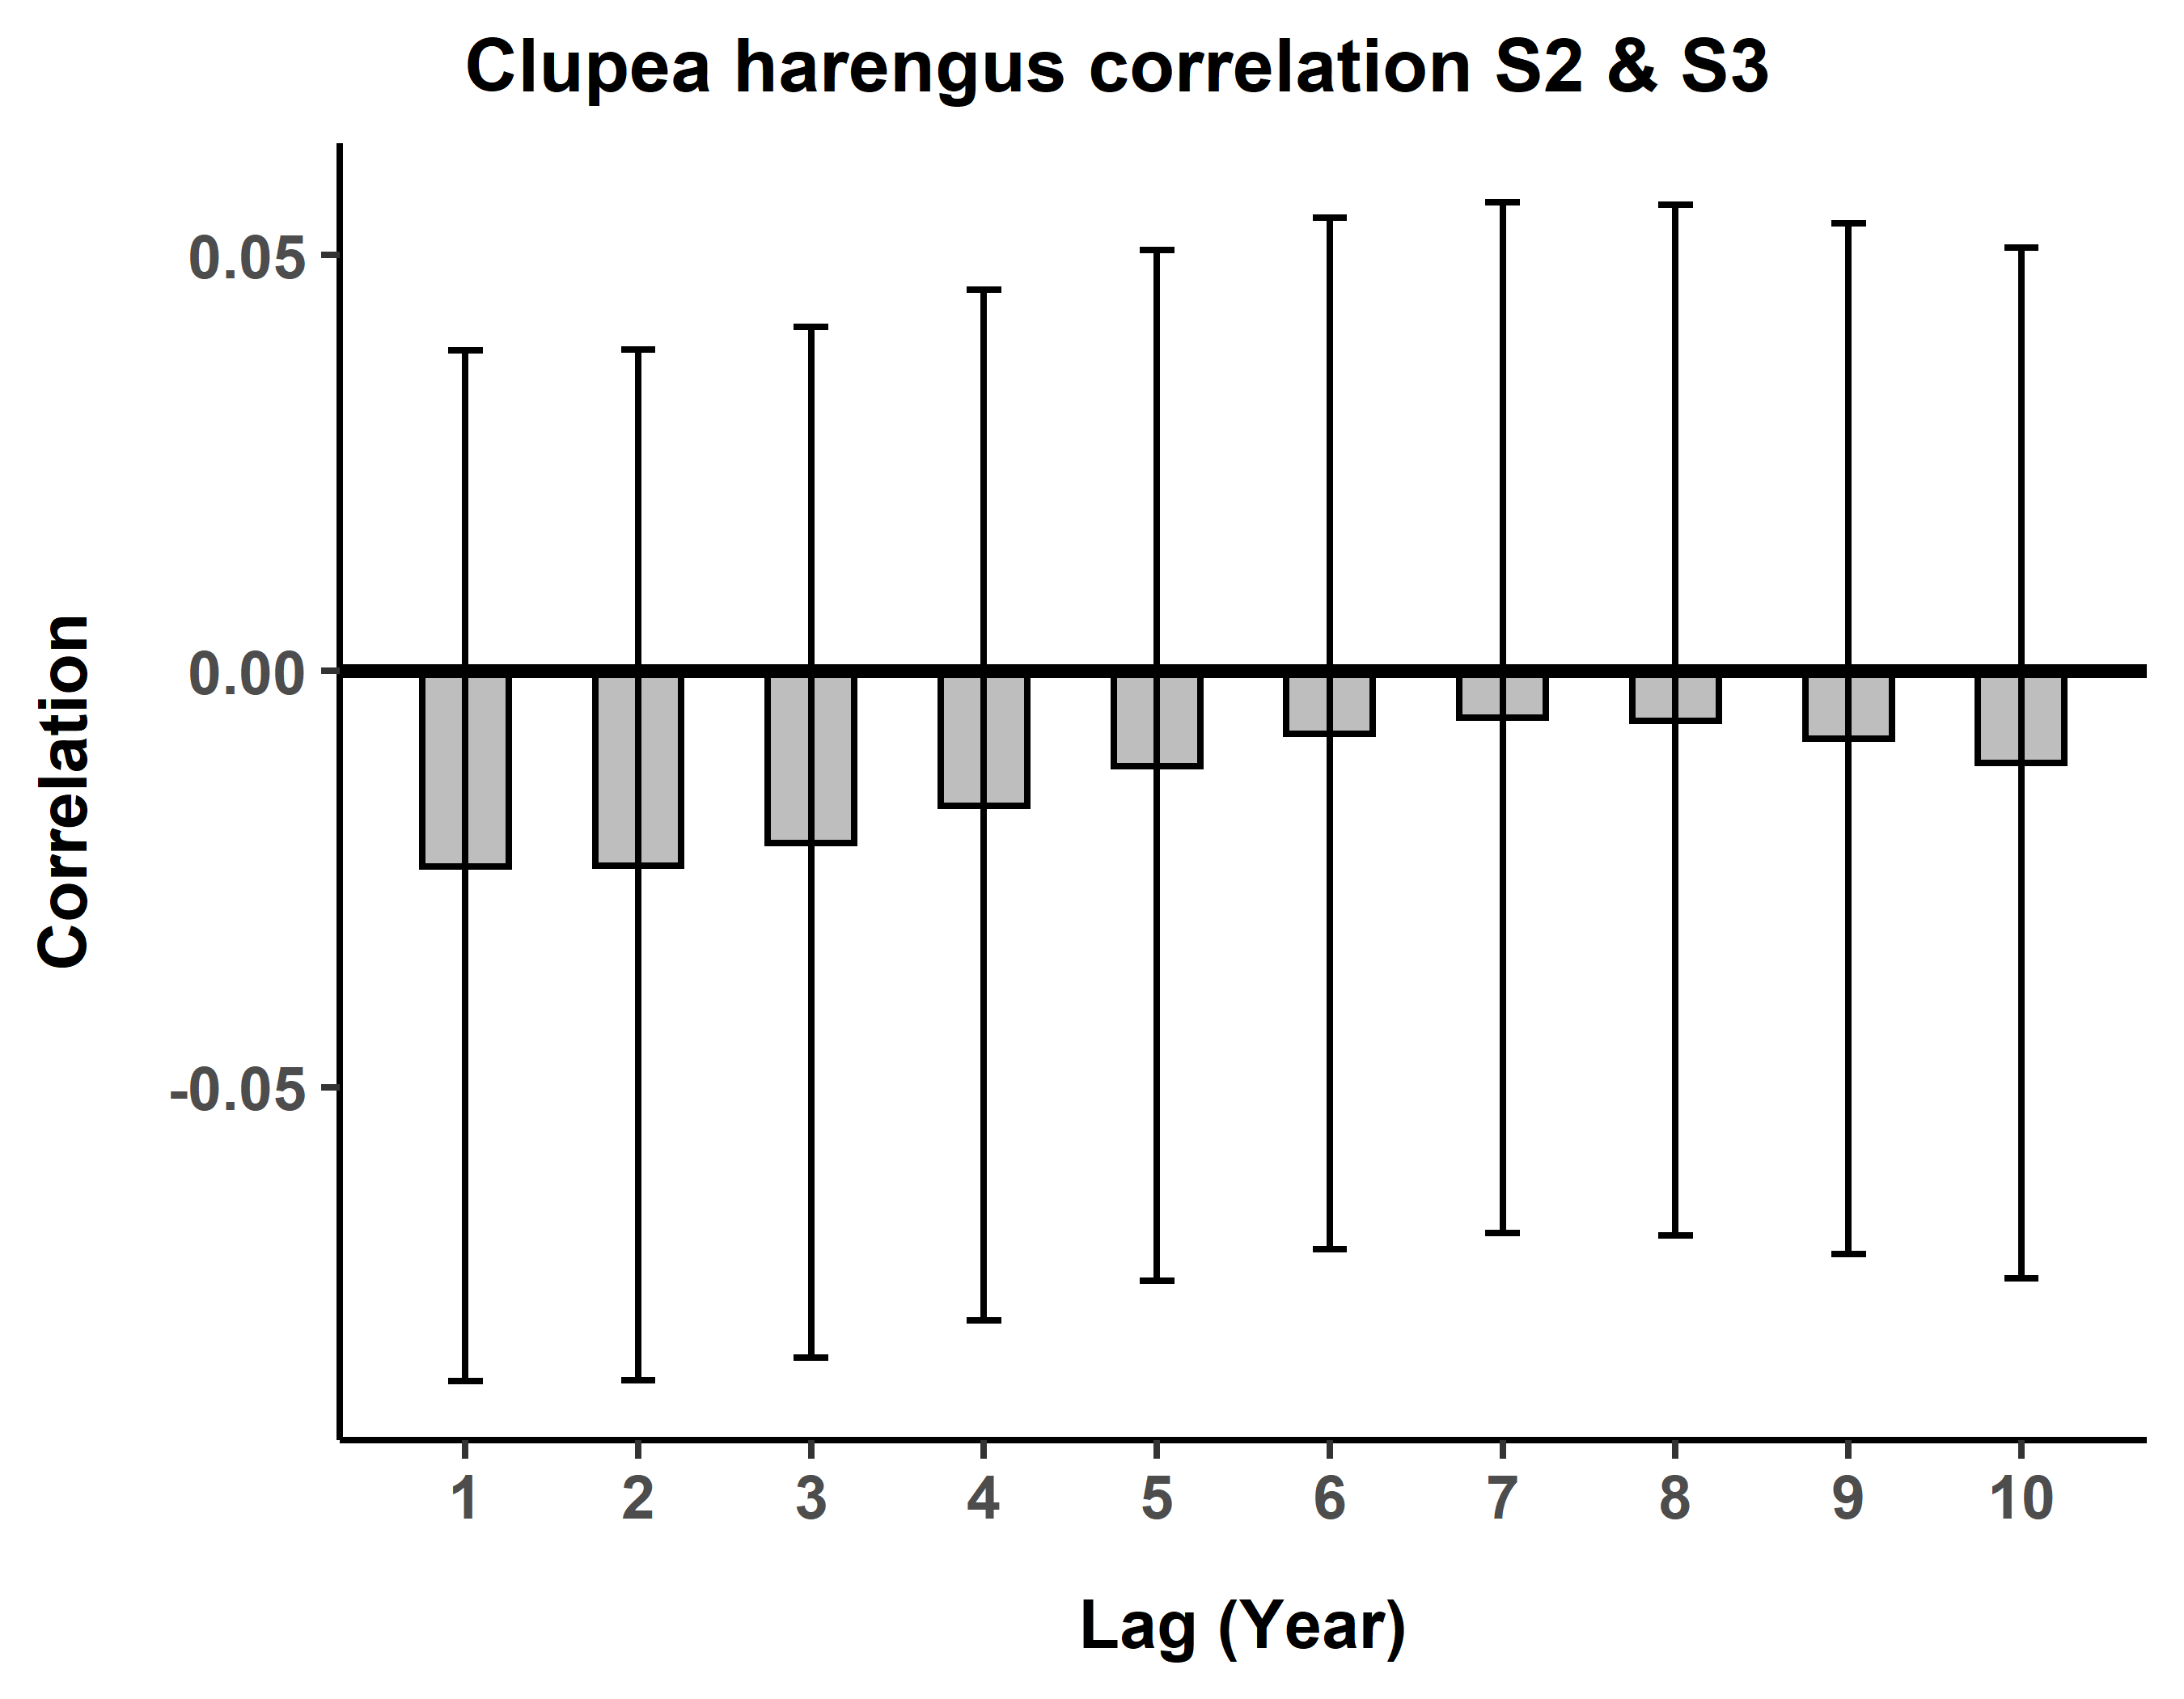 Clupea harengus correlation S2 & S3
Correlation
0.05
0.00
-0.05
1 2 3 4 5 6 7 8 9 10
Lag (Year)